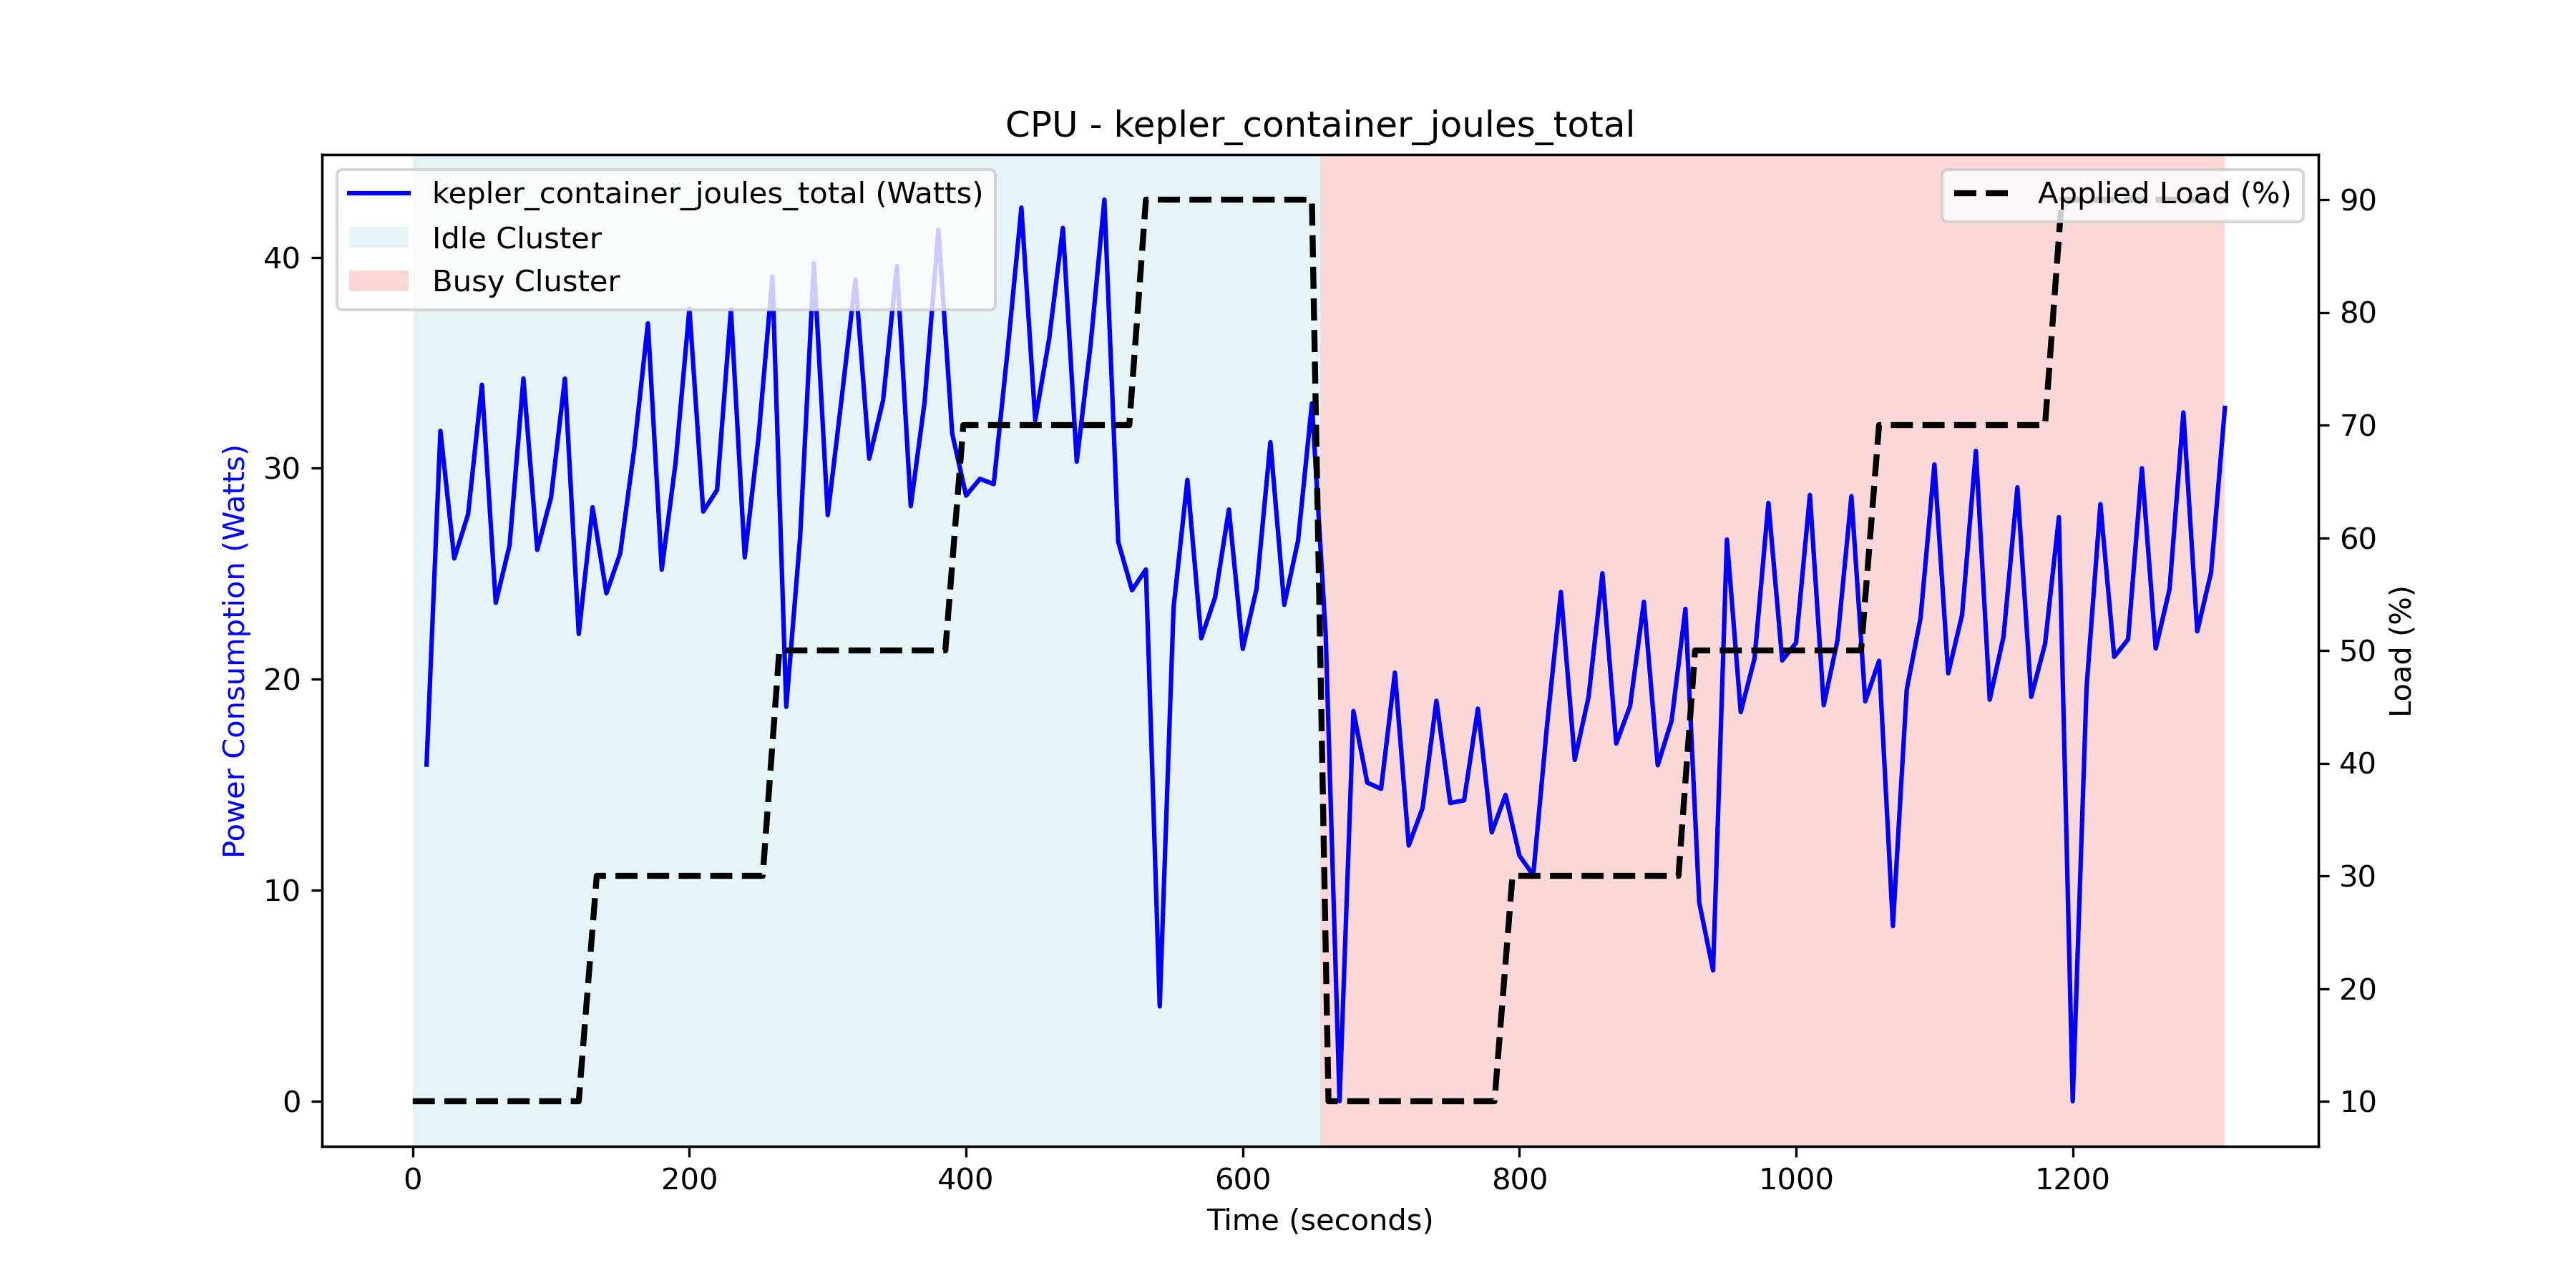 CPU - kepler_container_joules_total
kepler_container_joules_total (Watts)
Idle Cluster
Busy Cluster
Applied Load (%)
Power Consumption (Watts)
40
30
20
10
0
90
80
70
60
50
40
30
20
10
Load (%)
0 200 400 600 800 1000 1200
Time (seconds)